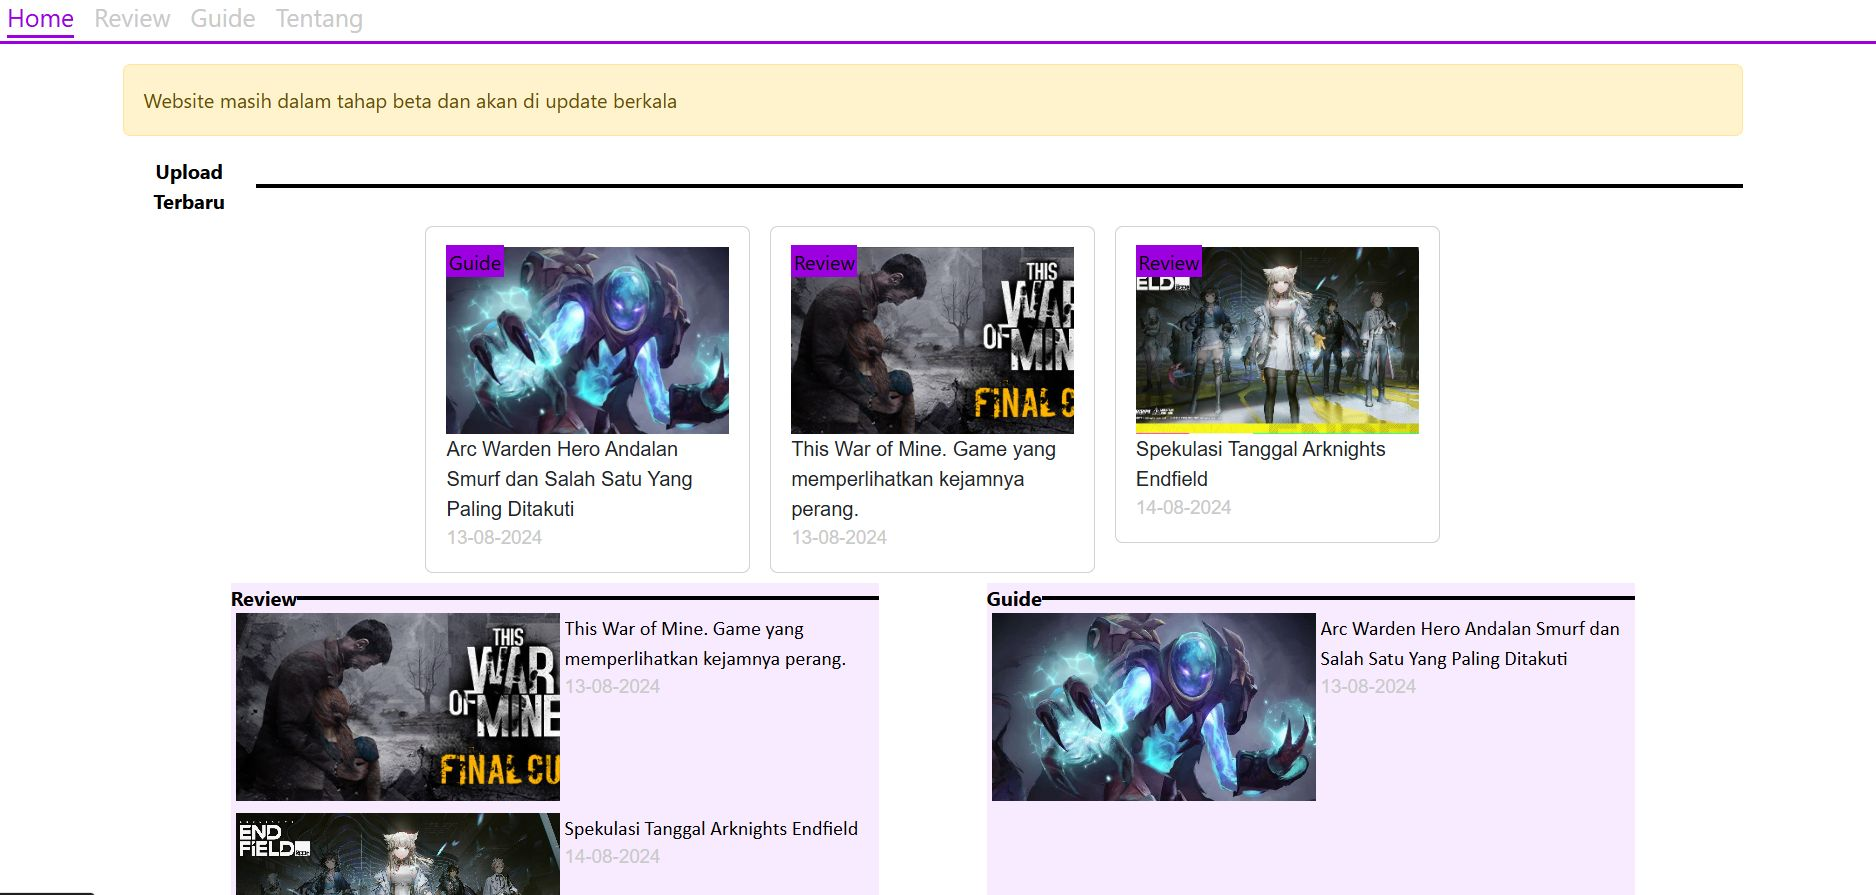 Home Review Guide Tentang
Website masih dalam tahap beta dan akan di update berkala
Upload
Terbaru
Guide
Arc Warden Hero Andalan
Smurf dan Salah Satu Yang
Paling Ditakuti
13-08-2024
Review
THIS
WAR
OF MIN
FINAL C
This War of Mine. Game yang
memperlihatkan kejamnya
perang.
13-08-2024
Review
ELD
Spekulasi Tanggal Arknights
Endfield
14-08-2024
Review
THIS
WAR
OF MINE
FINAL CU
This War of Mine. Game yang
memperlihatkan kejamnya perang.
13-08-2024
END
FIELD
Spekulasi Tanggal Arknights Endfield
14-08-2024
Guide
Arc Warden Hero Andalan Smurf dan
Salah Satu Yang Paling Ditakuti
13-08-2024